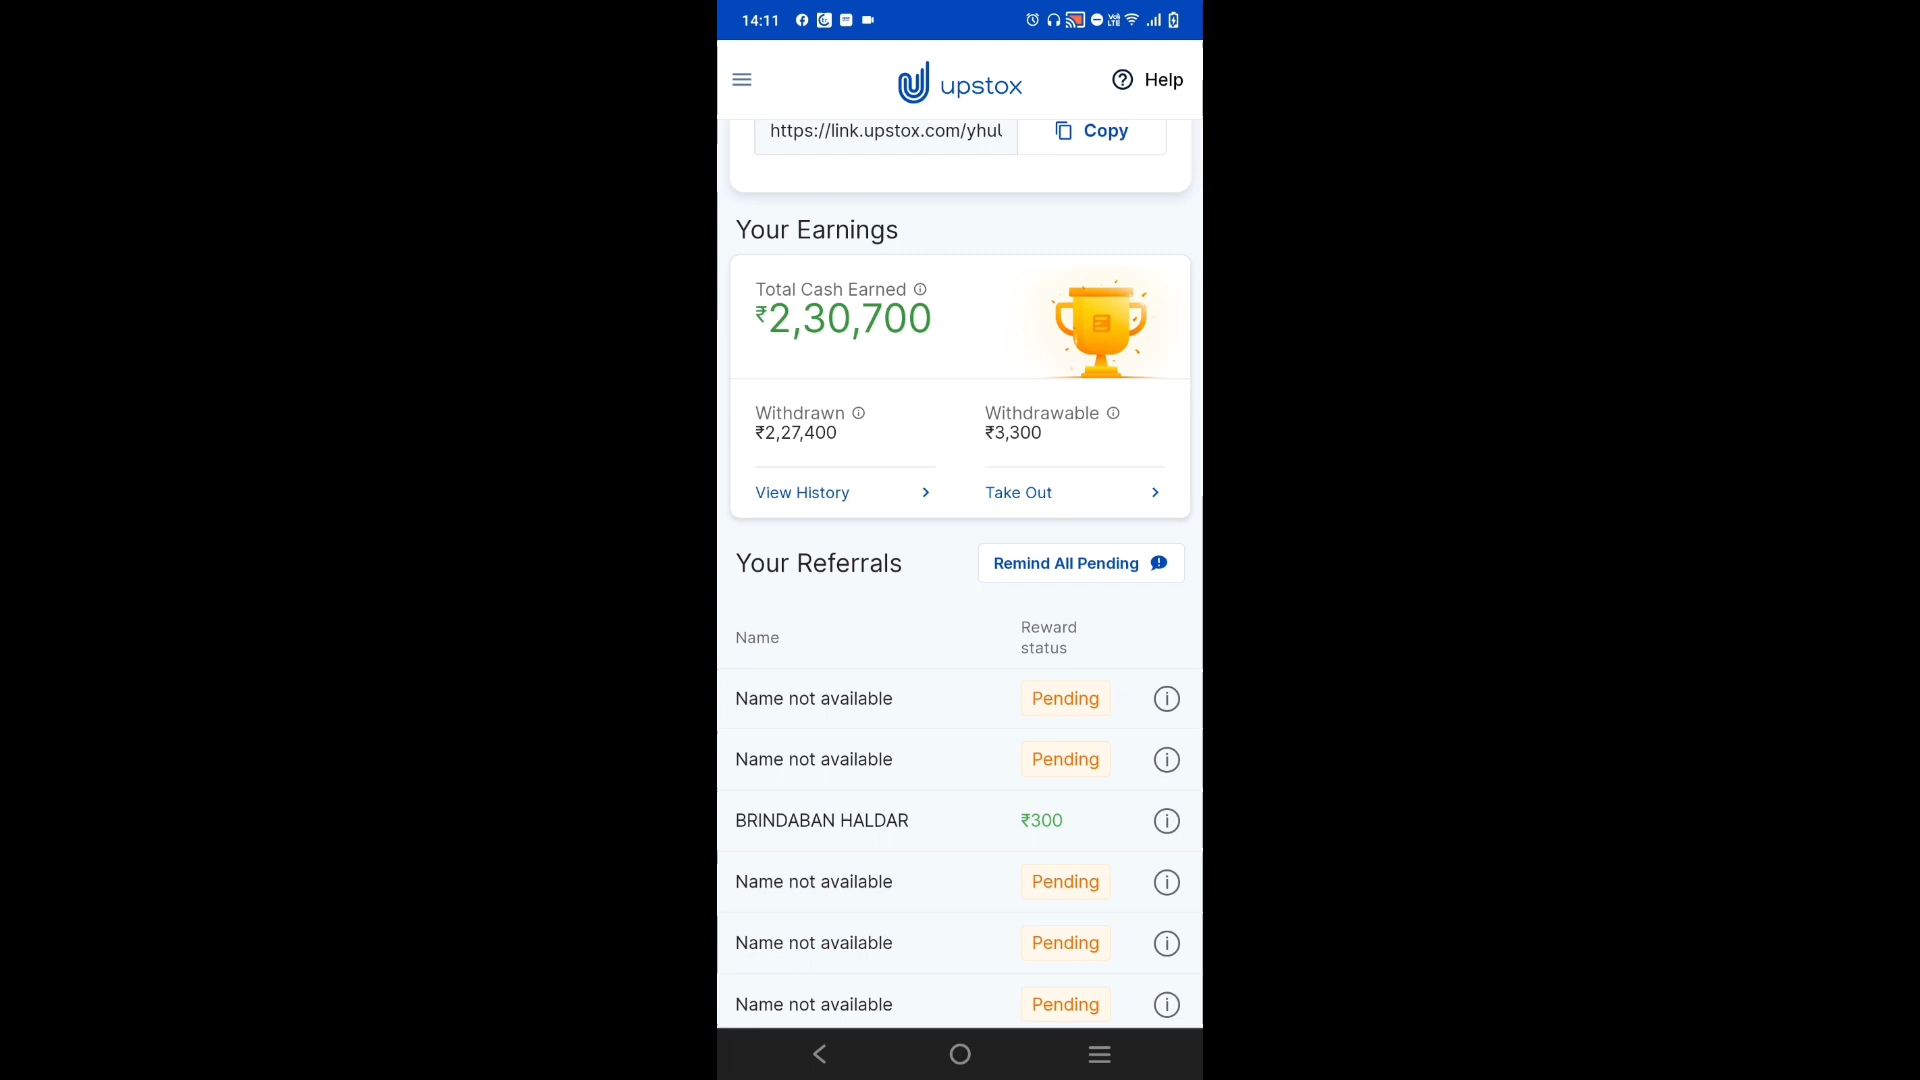 14:11
VoLTE
upstox
Help
https://link.upstox.com/yhul
Copy
Your Earnings
Total Cash Earned
₹2,30,700
Withdrawn
₹2,27,400
Withdrawable
₹3,300
View History
Take Out
Your Referrals
Remind All Pending
Name
Reward
status
Name not available
Pending
Name not available
Pending
BRINDABAN HALDAR
₹300
Name not available
Pending
Name not available
Pending
Name not available
Pending